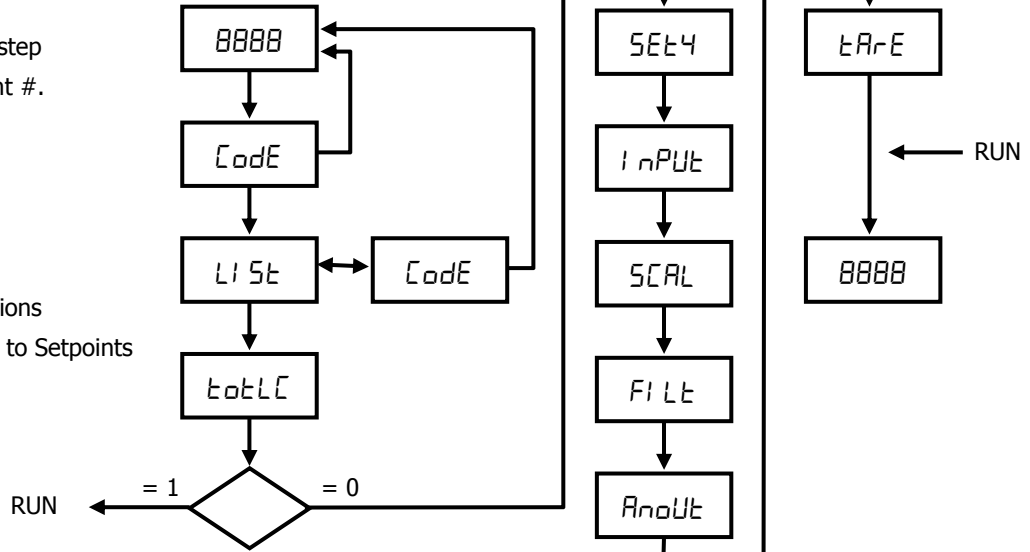 step
nt #.
ions
to Setpoints
8888
CodE
LISt
CodE
totLC
= 1
= 0
RUN
SEt4
InPUt
SCAL
FILt
AnoUt
tArE
RUN
8888